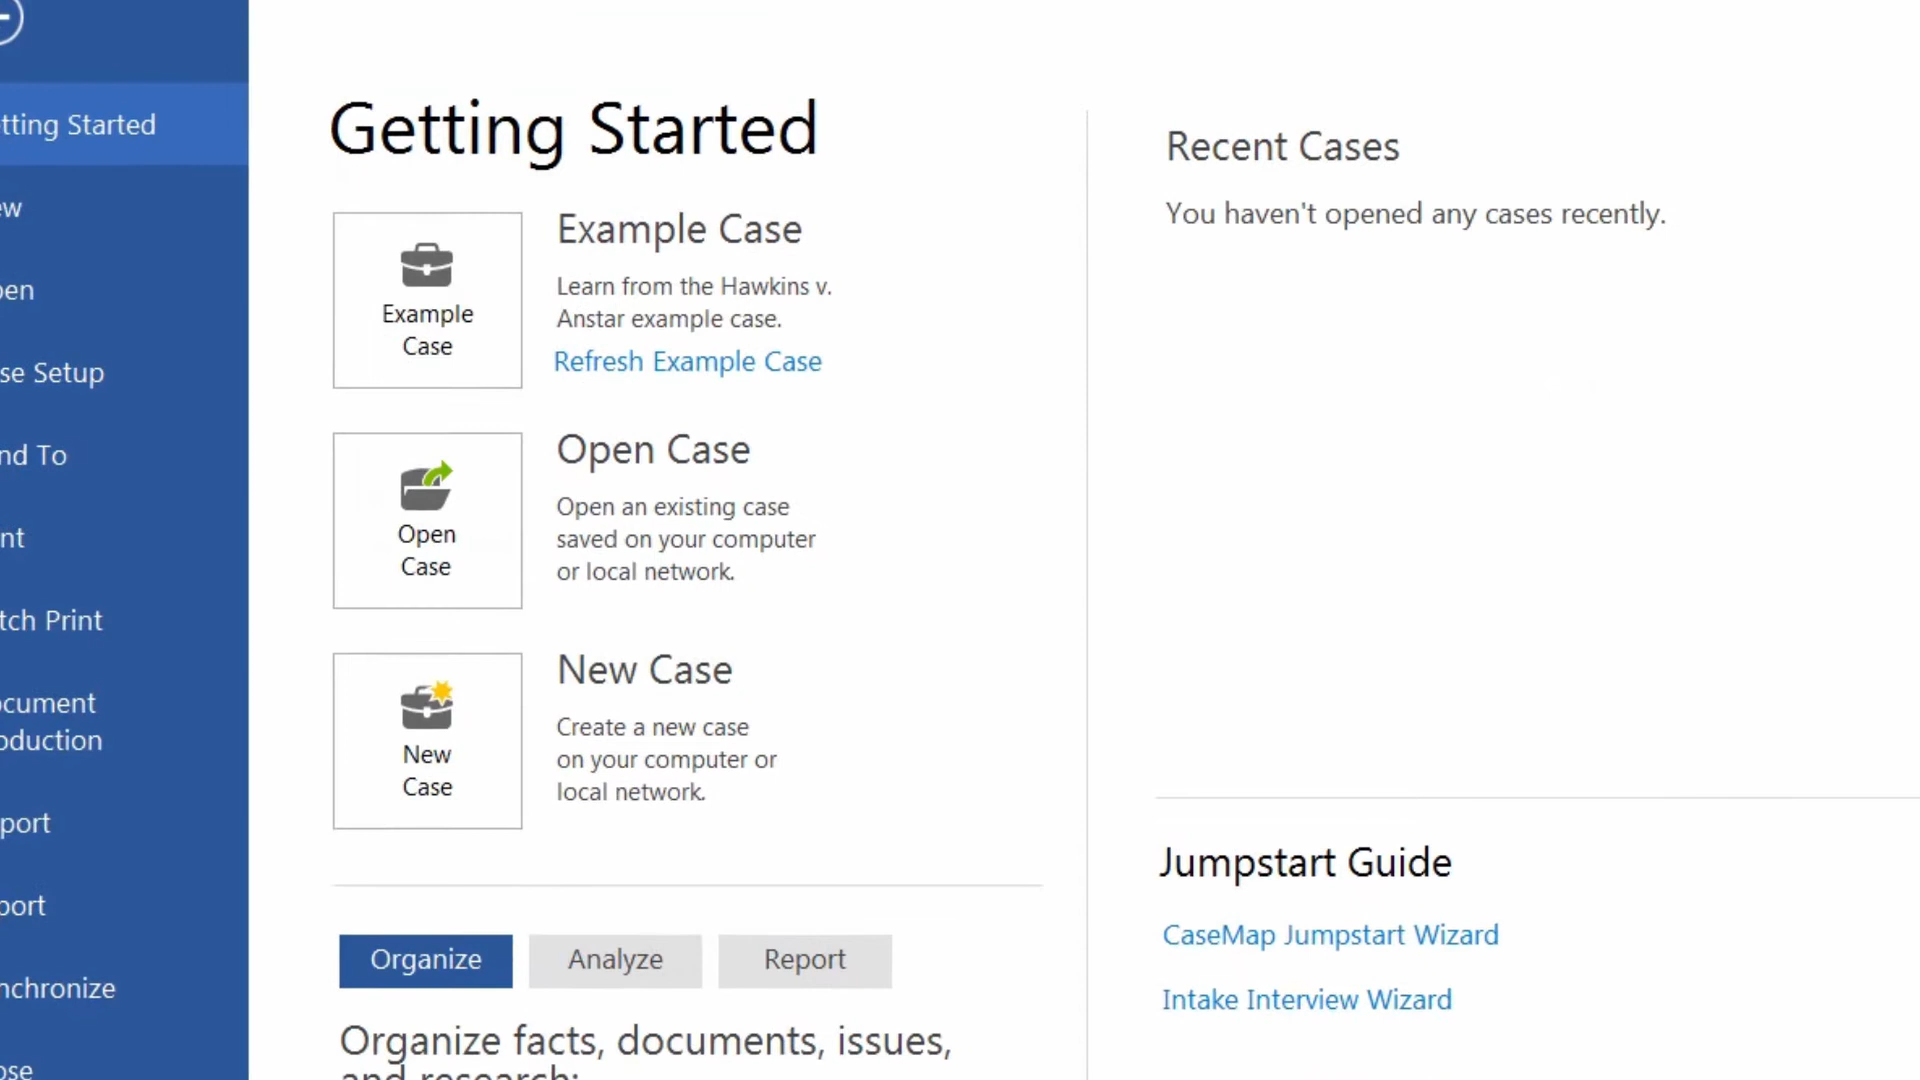 tting Started
ew
en
se Setup
nd To
nt
tch Print
cument
oduction
port
port
nchronize
ose
Getting Started
Example
Case
Example Case
Learn from the Hawkins v.
Anstar example case.
Refresh Example Case
Open
Case
Open Case
Open an existing case
saved on your computer
or local network.
New
Case
New Case
Create a new case
on your computer or
local network.
Organize
Analyze
Report
Organize facts, documents, issues,
and research:
Recent Cases
You haven't opened any cases recently.
Jumpstart Guide
CaseMap Jumpstart Wizard
Intake Interview Wizard